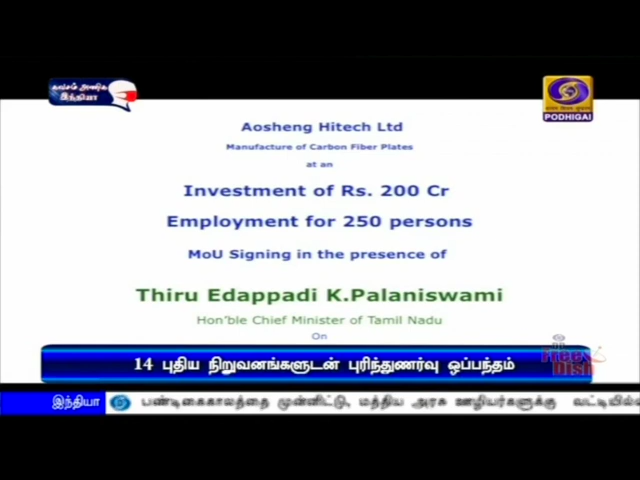 கவசம் அணிக
இந்தியா
PODHIGAI
Aosheng Hitech Ltd
Manufacture of Carbon Fiber Plates
at an
Investment of Rs. 200 Cr
Employment for 250 persons
MoU Signing in the presence of
Thiru Edappadi K.Palaniswami
Hon'ble Chief Minister of Tamil Nadu
On
Free
Dish
14 புதிய நிறுவனங்களுடன் புரிந்துணர்வு ஒப்பந்தம்
இந்தியா பண்டிகைகாலத்தை முன்னிட்டு, மத்திய அரசு ஊழியர்களுக்கு வட்டியில்